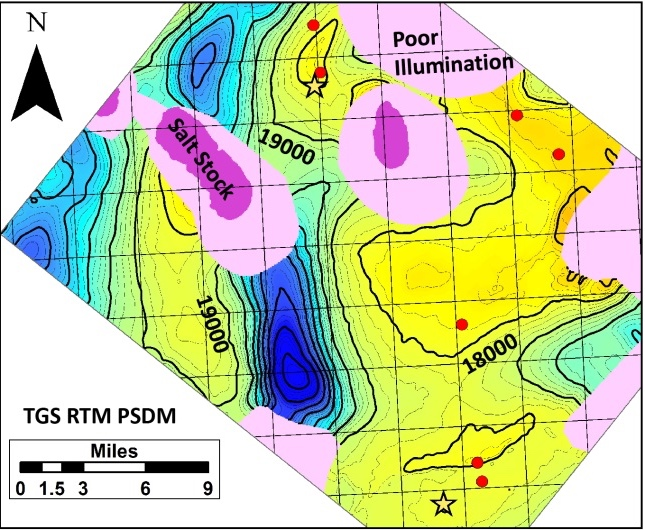 N
Poor
Illumination
Salt Stock
19000
19000
18000
TGS RTM PSDM
Miles
0 1.5 3 6 9